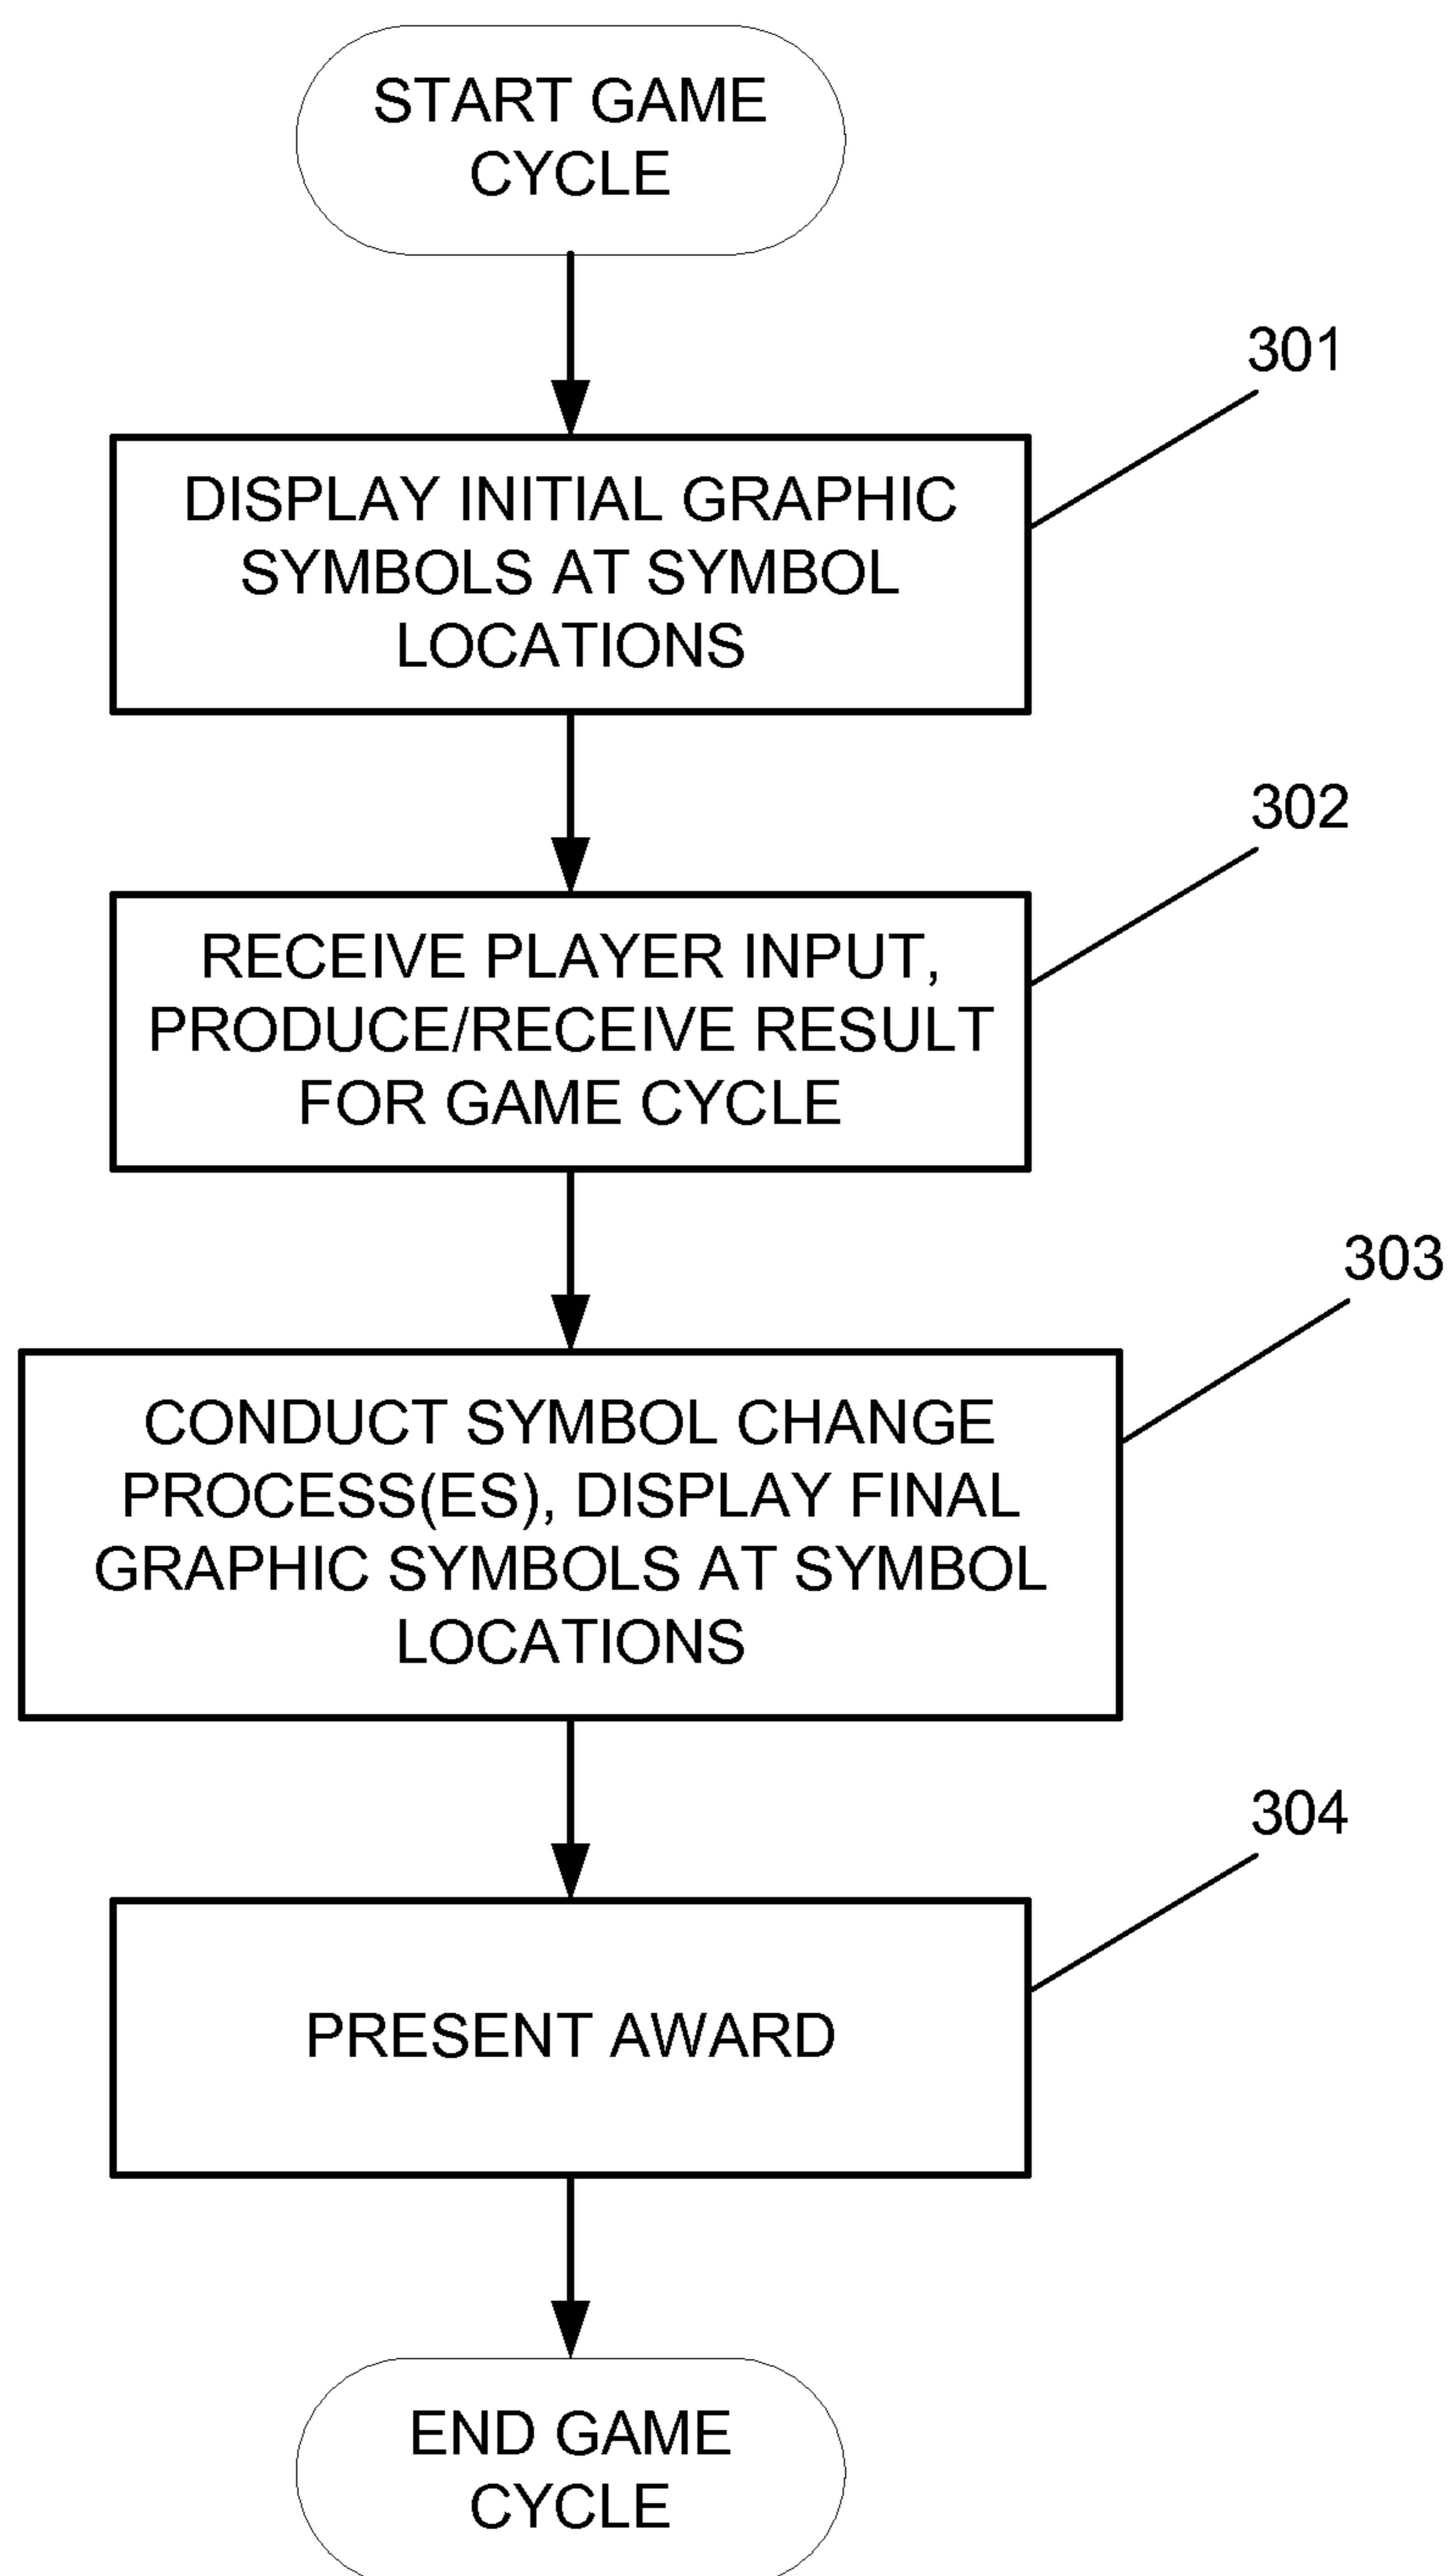 START GAME
CYCLE
301
DISPLAY INITIAL GRAPHIC
SYMBOLS AT SYMBOL
LOCATIONS
302
RECEIVE PLAYER INPUT,
PRODUCE/RECEIVE RESULT
FOR GAME CYCLE
303
CONDUCT SYMBOL CHANGE
PROCESS(ES), DISPLAY FINAL
GRAPHIC SYMBOLS AT SYMBOL
LOCATIONS
304
PRESENT AWARD
END GAME
CYCLE